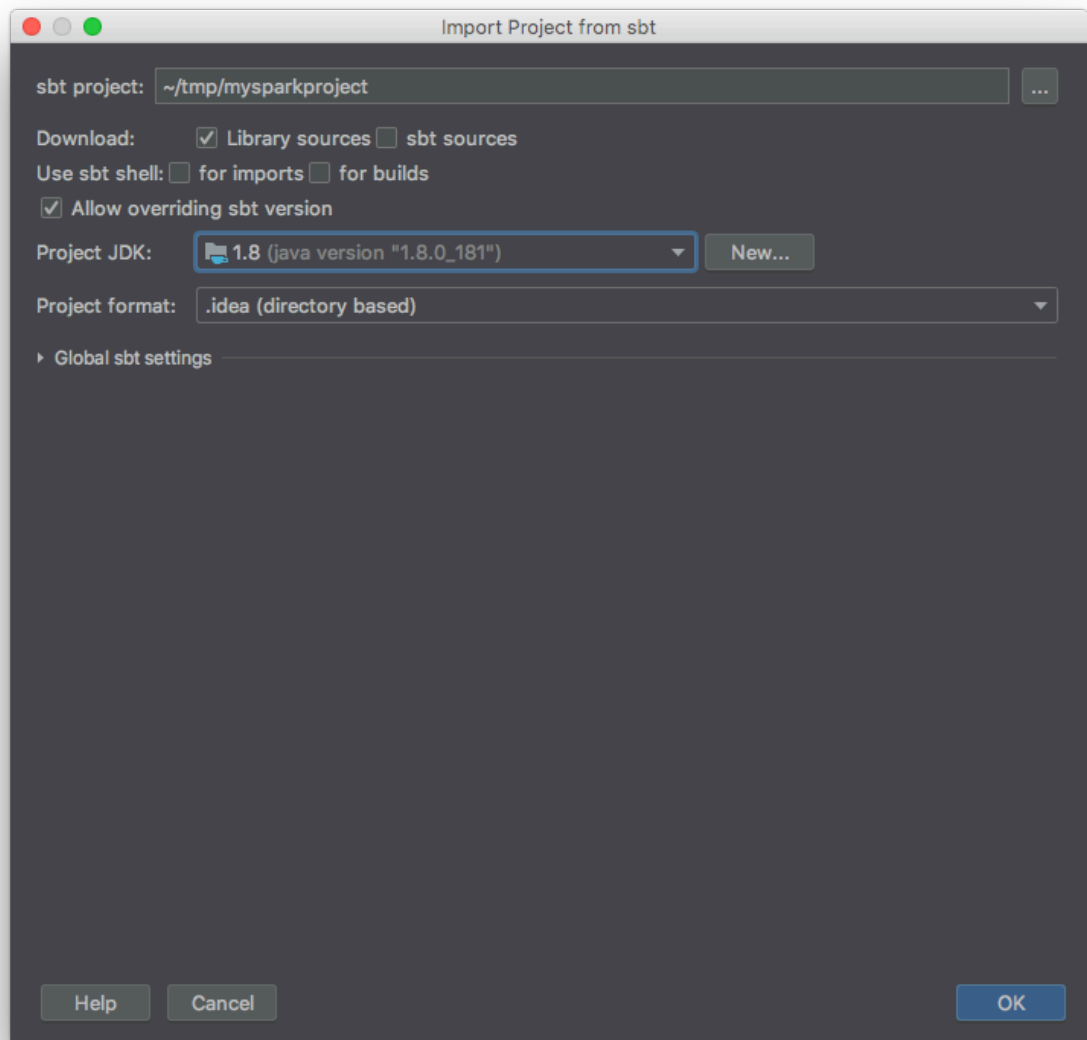 Import Project from sbt
sbt project: ~/tmp/mysparkproject ...
Download: Library sources sbt sources
Use sbt shell: for imports for builds
Allow overriding sbt version
Project JDK: 1.8 (java version "1.8.0_181") New...
Project format: .idea (directory based)
Global sbt settings
Help Cancel OK